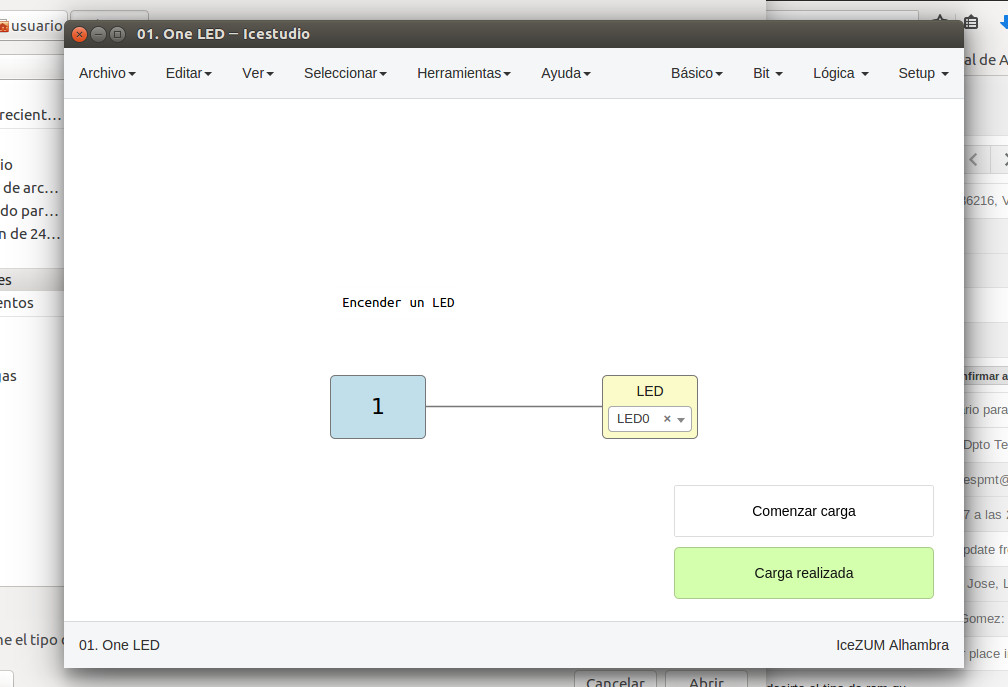 usuario
01. One LED — Icestudio
Archivo Editar Ver Seleccionar Herramientas Ayuda Básico Bit Lógica Setup
al de A
recient...
io
de arc...
do par...
n de 24...
es
entos
as
Encender un LED
1
LED
LED0
Comenzar carga
Carga realizada
01. One LED
IceZUM Alhambra
36216, V
nfirmar a
rio para
Dpto Te
espmt@
7 a las 2
pdate fr
Jose, L
Gomez:
place i
ne el tipo
Cancelar
Abrir